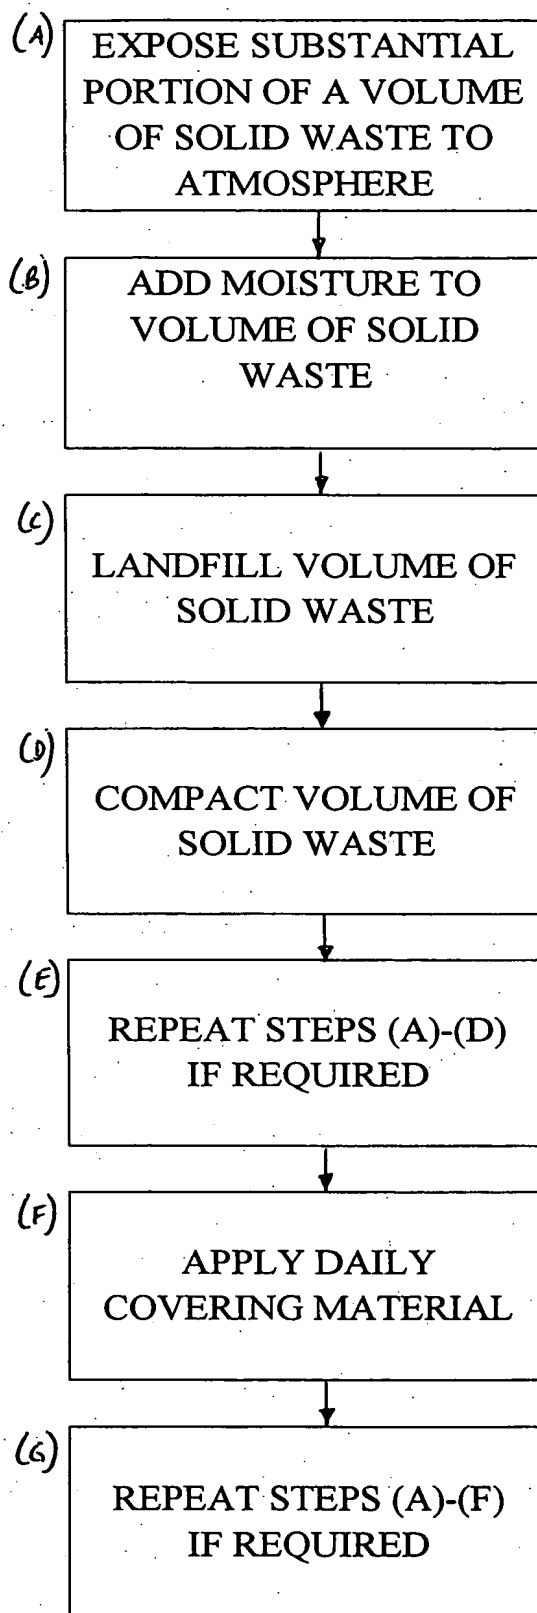 (A)
EXPOSE SUBSTANTIAL
PORTION OF A VOLUME
OF SOLID WASTE TO
ATMOSPHERE
(B)
ADD MOISTURE TO
VOLUME OF SOLID
WASTE
(C)
LANDFILL VOLUME OF
SOLID WASTE
(D)
COMPACT VOLUME OF
SOLID WASTE
(E)
REPEAT STEPS (A)-(D)
IF REQUIRED
(F)
APPLY DAILY
COVERING MATERIAL
(G)
REPEAT STEPS (A)-(F)
IF REQUIRED